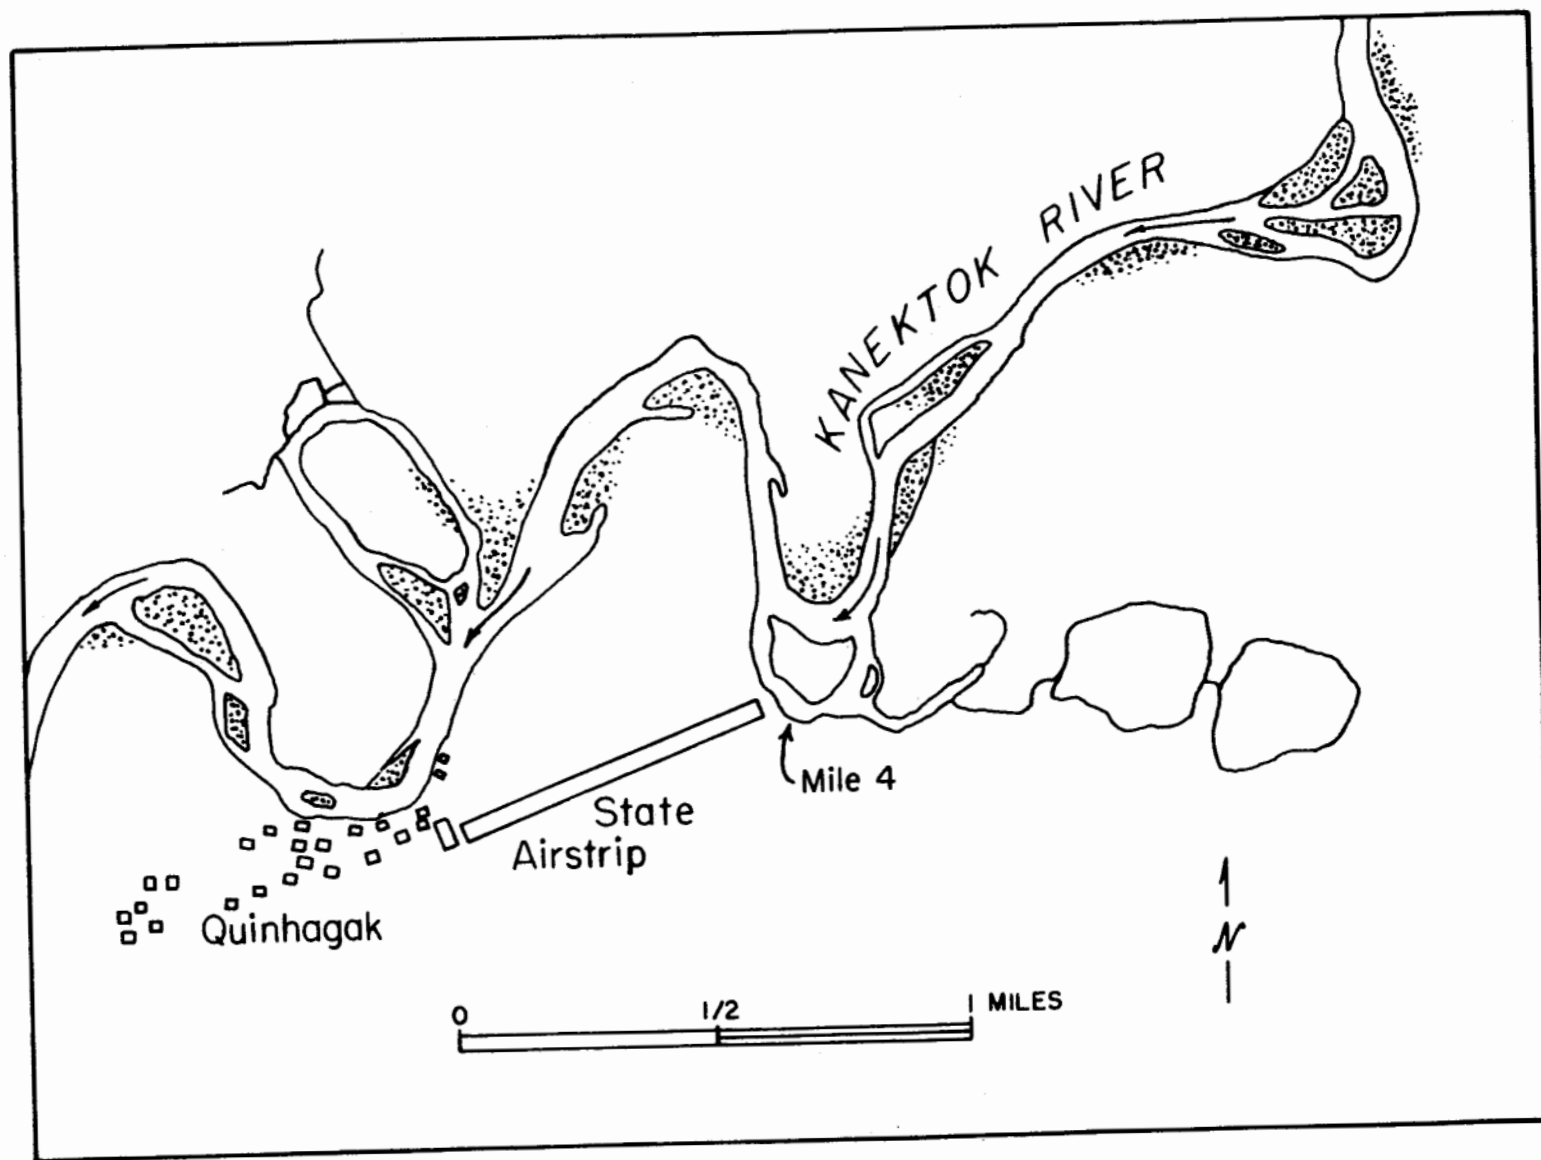 KANEKTOK RIVER
Mile 4
State
Airstrip
Quinhagak
N
0 1/2 1 MILES